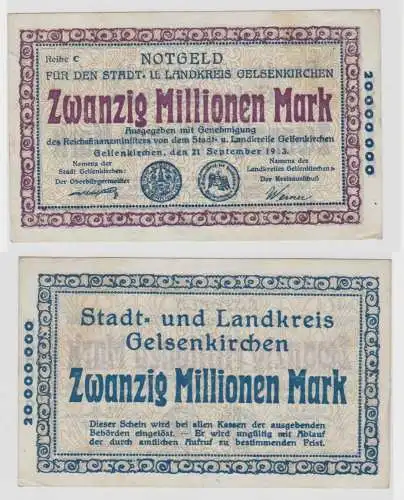 Reihe C
NOTGELD
FÜR DEN STADT- U. LANDKREIS GELSENKIRCHEN
Zwanzig Millionen Mark
Ausgegeben mit Genehmigung
des Reichsfinanzministers von dem Stadt- u. Landkreise Gelsenkirchen
Gelsenkirchen, den 21 September 1923.
Namens der
Stadt Gelsenkirchen:
Der Oberbürgermeister
Namens des
Landkreises Gelsenkirchen:
Der Kreisausschuß
Werner
20000000
Stadt- und Landkreis
Gelsenkirchen
Zwanzig Millionen Mark
Dieser Schein wird bei allen Kassen der ausgebenden
Behörden eingelöst. — Er wird ungültig mit Ablauf
der durch amtlichen Aufruf zu bestimmenden Frist.
20000000